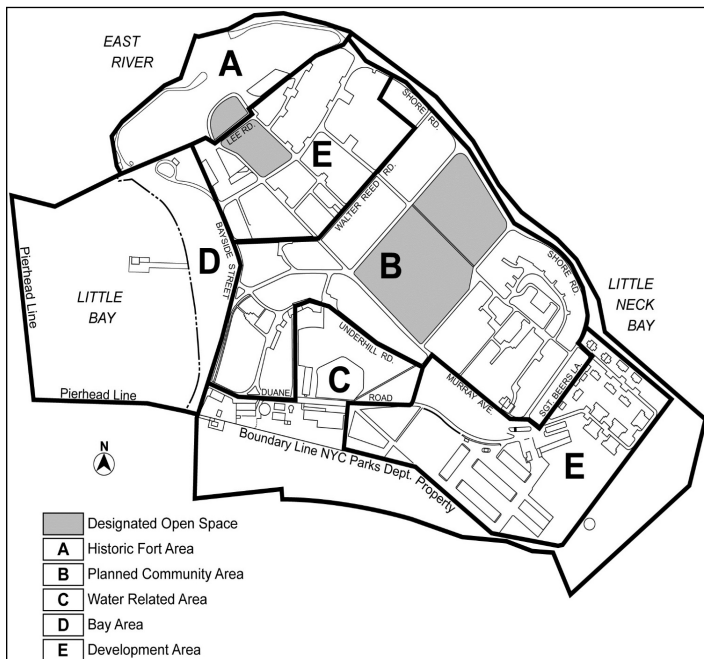 EAST
RIVER
A
LEE RD.
E
SHORE RD.
WALTER REED RD.
BAYSIDE STREET
D
B
SHORE RD.
Pierhead Line
LITTLE
BAY
LITTLE
NECK
BAY
UNDERHILL RD.
C
DUANE
ROAD
MURRAY AVE.
SGT. BEERS LA.
Pierhead Line
N
Boundary Line NYC Parks Dept. Property
E
Designated Open Space
A Historic Fort Area
B Planned Community Area
C Water Related Area
D Bay Area
E Development Area